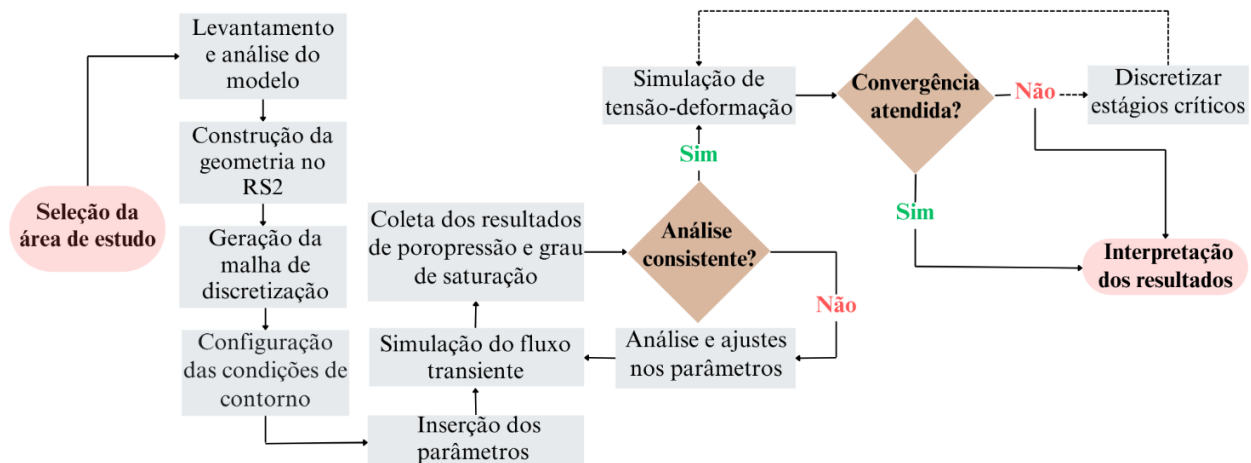 Seleção da
área de estudo
Levantamento
e análise do
modelo
Construção da
geometria no
RS2
Geração da
malha de
discretização
Configuração
das condições de
contorno
Inserção dos
parâmetros
Simulação do fluxo
transiente
Coleta dos resultados
de poropressão e grau
de saturação
Análise
consistente?
Não
Análise e ajustes
nos parâmetros
Sim
Simulação de
tensão-deformação
Convergência
atendida?
Não
Discretizar
estágios críticos
Sim
Interpretação
dos resultados